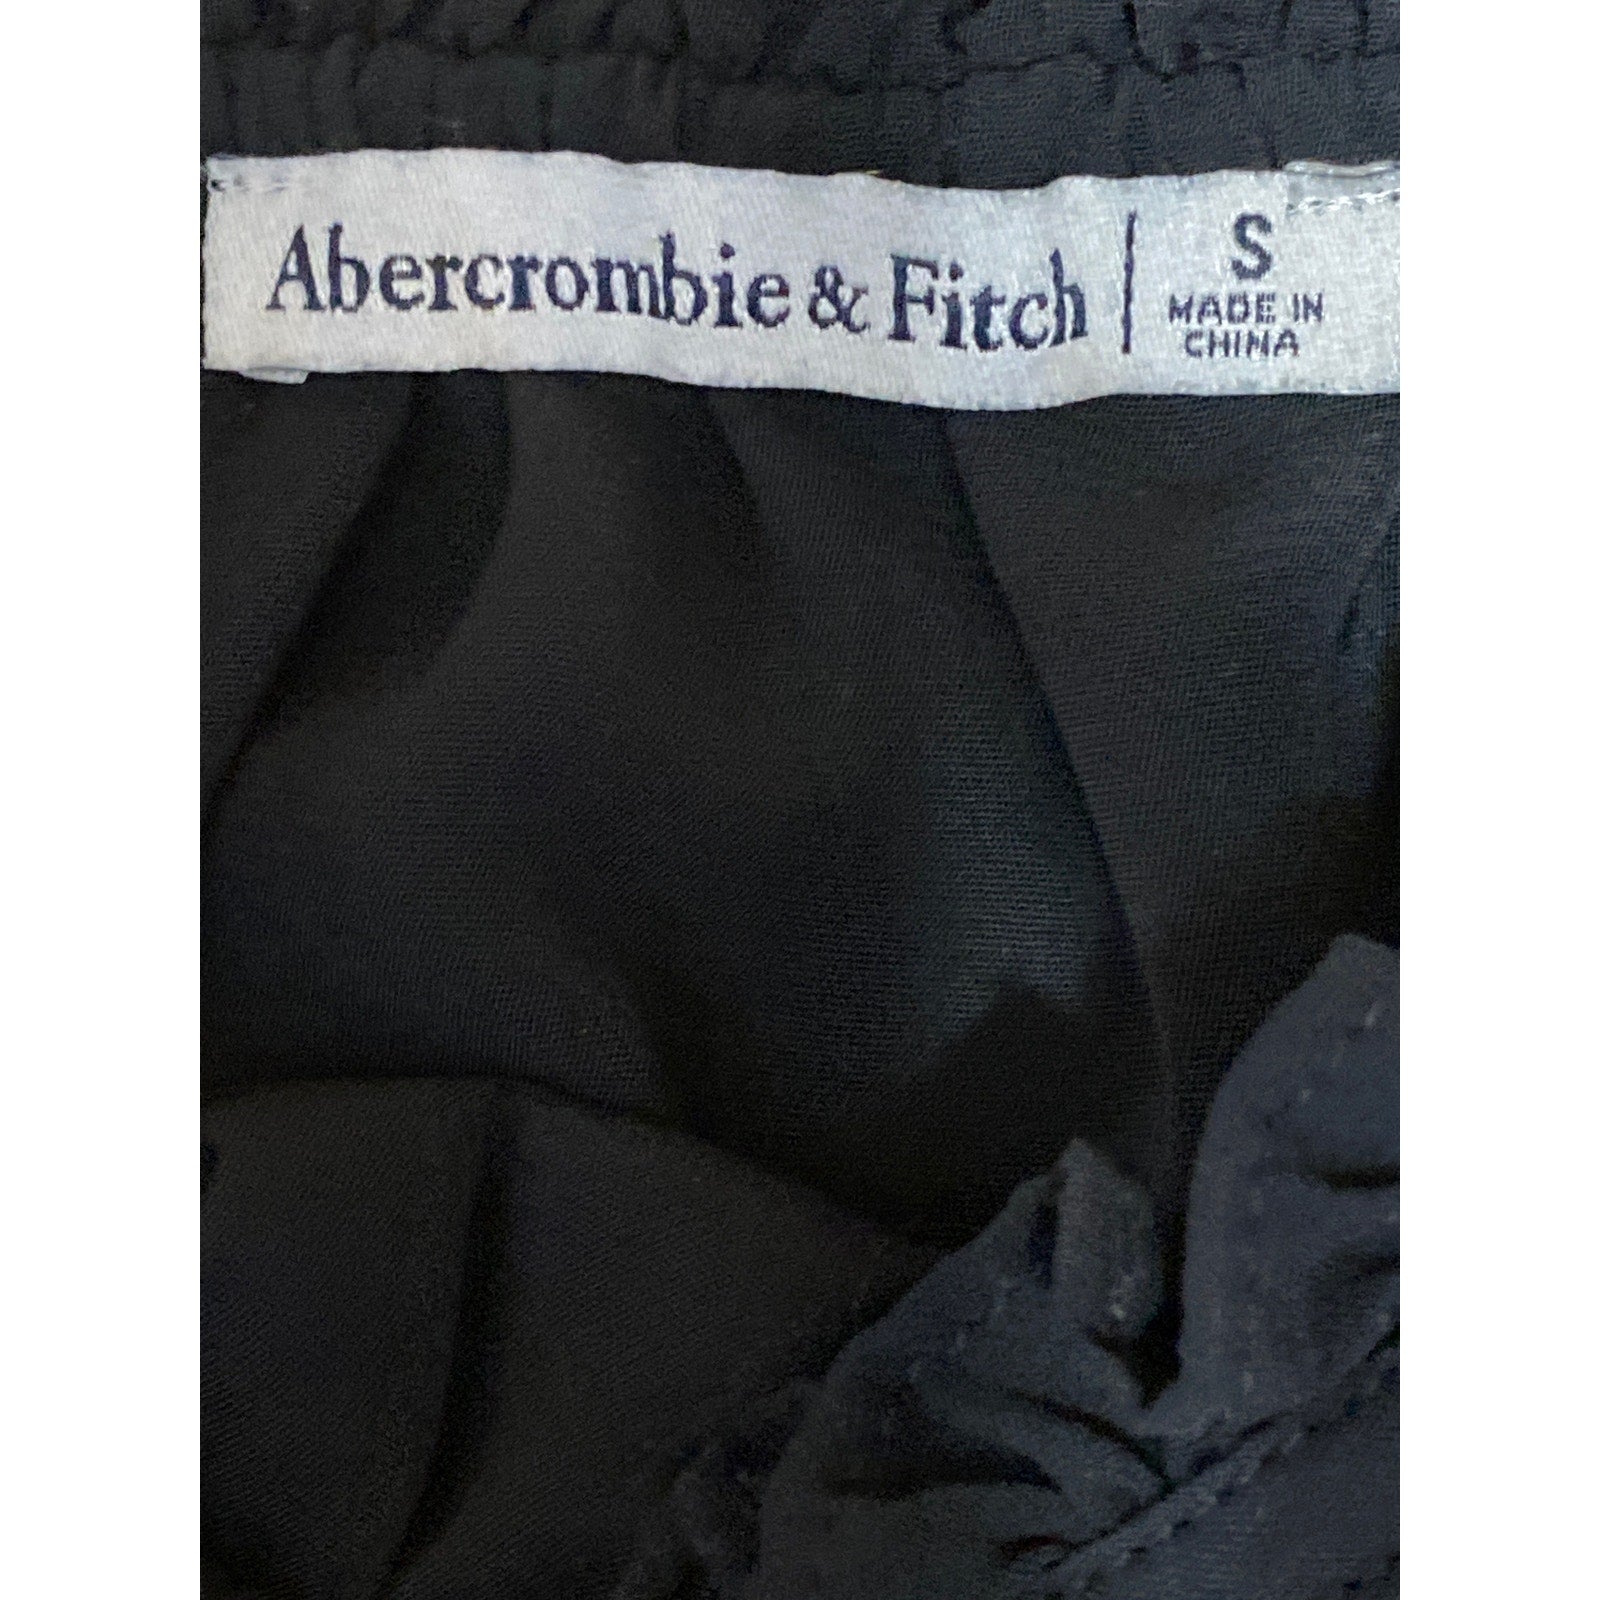 Abercrombie & Fitch | S
MADE IN
CHINA